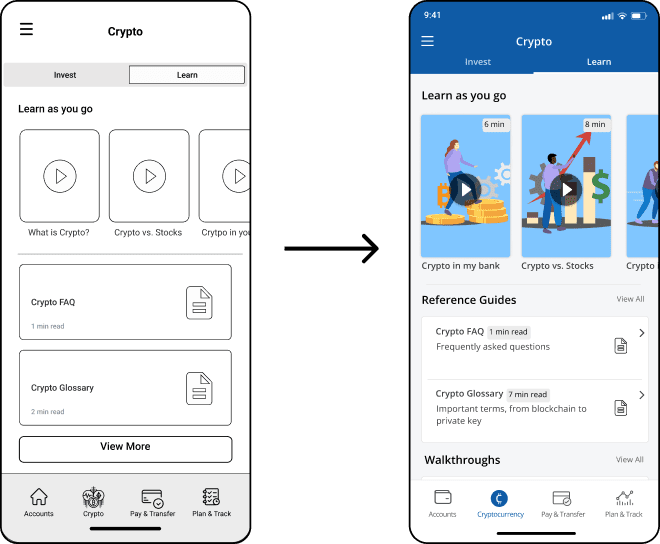 Crypto
Invest
Learn
Learn as you go
What is Crypto?
Crypto vs. Stocks
Crytpo in you
Crypto FAQ
1 min read
Crypto Glossary
2 min read
View More
Accounts
Crypto
Pay & Transfer
Plan & Track
9:41
Crypto
Invest
Learn
Learn as you go
6 min
8 min
Crypto in my bank
Crypto vs. Stocks
Crypto
Reference Guides
View All
Crypto FAQ 1 min read
Frequently asked questions
Crypto Glossary 7 min read
Important terms, from blockchain to
private key
Walkthroughs
View All
Accounts
Cryptocurrency
Pay & Transfer
Plan & Track